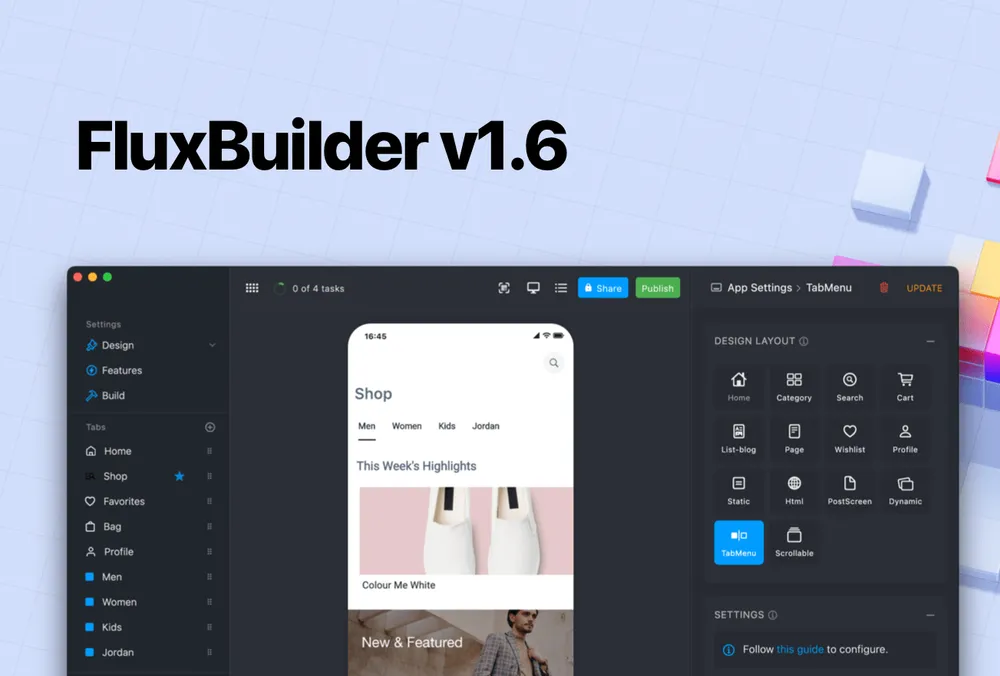 FluxBuilder v1.6
Settings
Design
Features
Build
Tabs
Home
Shop
Favorites
Bag
Profile
Men
Women
Kids
Jordan
0 of 4 tasks
Share
Publish
16:45
Shop
Men Women Kids Jordan
This Week's Highlights
Colour Me White
New & Featured
App Settings > TabMenu
UPDATE
DESIGN LAYOUT
Home Category Search Cart
List-blog Page Wishlist Profile
Static Html PostScreen Dynamic
TabMenu Scrollable
SETTINGS
Follow this guide to configure.